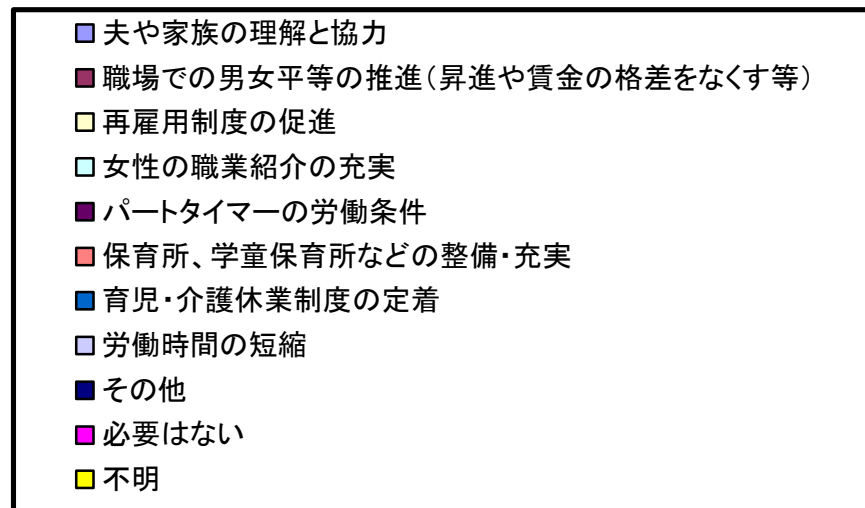 夫や家族の理解と協力
職場での男女平等の推進（昇進や賃金の格差をなくす等）
再雇用制度の促進
女性の職業紹介の充実
パートタイマーの労働条件
保育所、学童保育所などの整備・充実
育児・介護休業制度の定着
労働時間の短縮
その他
必要はない
不明